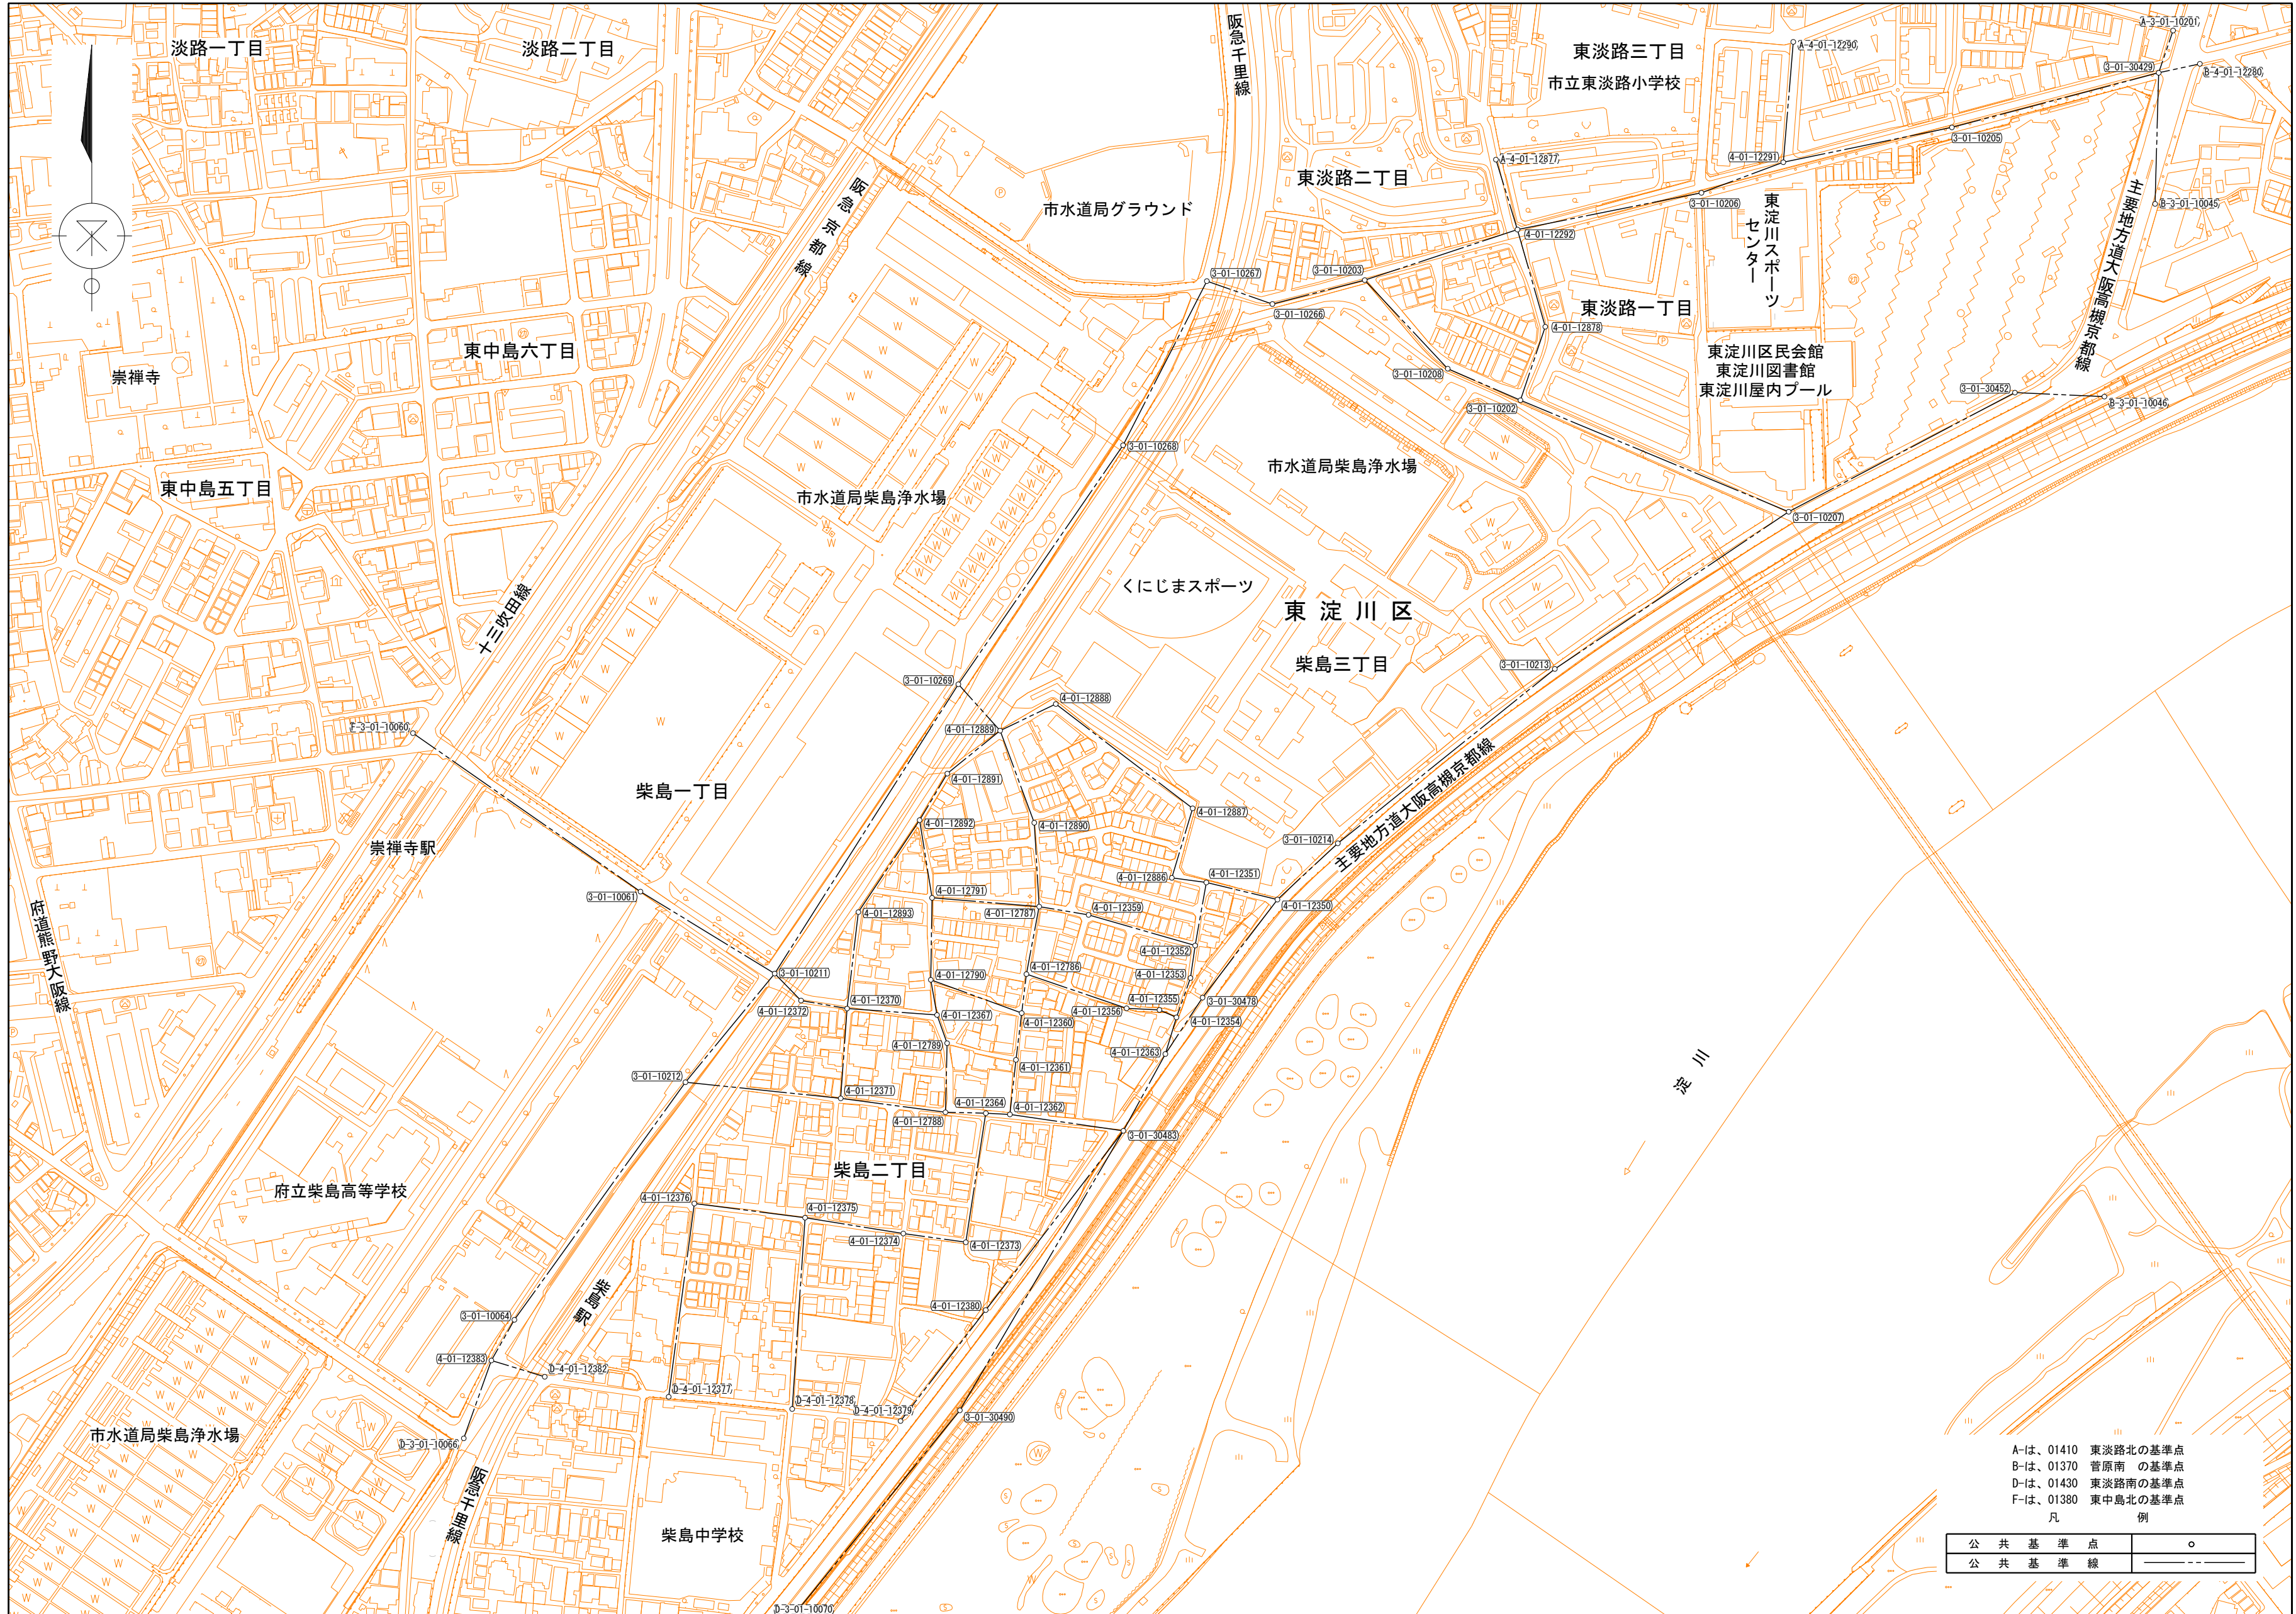 淡路一丁目
淡路二丁目
阪急千里線
東淡路三丁目
市立東淡路小学校
A-4-01-12290
A-3-01-10201
3-01-30429
B-4-01-12280
3-01-10205
4-01-12291
A-4-01-12877
東淡路二丁目
3-01-10206
B-3-01-10045
主要地方道大阪高槻京都線
東淀川スポーツ
センター
阪急京都線
市水道局グラウンド
4-01-12292
3-01-10267
3-01-10203
3-01-10266
東淡路一丁目
4-01-12878
東中島六丁目
崇禅寺
東淀川区民会館
東淀川図書館
東淀川屋内プール
3-01-10208
3-01-10202
3-01-30452
B-3-01-10046
3-01-10268
市水道局柴島浄水場
東中島五丁目
市水道局柴島浄水場
3-01-10207
くにじまスポーツ
東淀川区
十三吹田線
柴島三丁目
3-01-10213
3-01-10269
4-01-12888
F-3-01-10060
4-01-12889
主要地方道大阪高槻京都線
4-01-12891
柴島一丁目
4-01-12887
4-01-12892
4-01-12890
3-01-10214
崇禅寺駅
4-01-12886
4-01-12351
3-01-10061
4-01-12791
4-01-12350
府道熊野大阪線
4-01-12893
4-01-12787
4-01-12359
4-01-12352
3-01-10211
4-01-12790
4-01-12786
4-01-12353
4-01-12370
4-01-12355
3-01-30478
4-01-12372
4-01-12367
4-01-12360
4-01-12356
4-01-12354
4-01-12789
4-01-12363
淀川
4-01-12361
3-01-10212
4-01-12371
4-01-12364
4-01-12362
4-01-12788
3-01-30483
柴島二丁目
府立柴島高等学校
4-01-12376
4-01-12375
4-01-12374
4-01-12373
柴島駅
3-01-10064
4-01-12380
4-01-12383
D-4-01-12382
D-4-01-12377
D-4-01-12378
D-4-01-12379
3-01-30490
市水道局柴島浄水場
D-3-01-10066
阪急千里線
柴島中学校
D-3-01-10070
A-は、01410 東淡路北の基準点
B-は、01370 菅原南 の基準点
D-は、01430 東淡路南の基準点
F-は、01380 東中島北の基準点
凡例
公共基準点
公共基準線